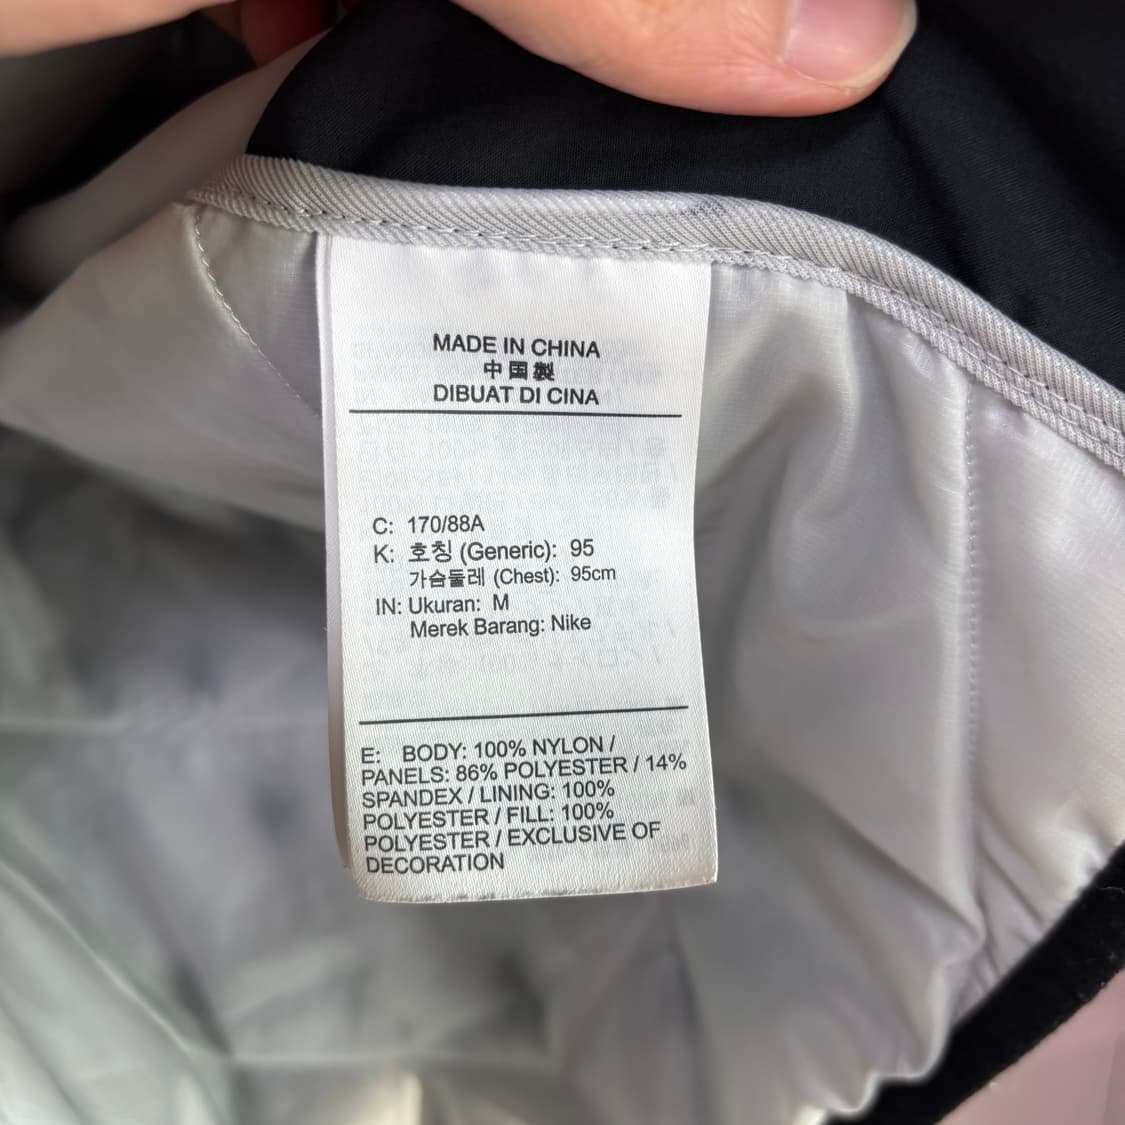 MADE IN CHINA
中国製
DIBUAT DI CINA
C: 170/88A
K: 호칭 (Generic): 95
가슴둘레 (Chest): 95cm
IN: Ukuran: M
Merek Barang: Nike
E: BODY: 100% NYLON /
PANELS: 86% POLYESTER / 14%
SPANDEX / LINING: 100%
POLYESTER / FILL: 100%
POLYESTER / EXCLUSIVE OF
DECORATION